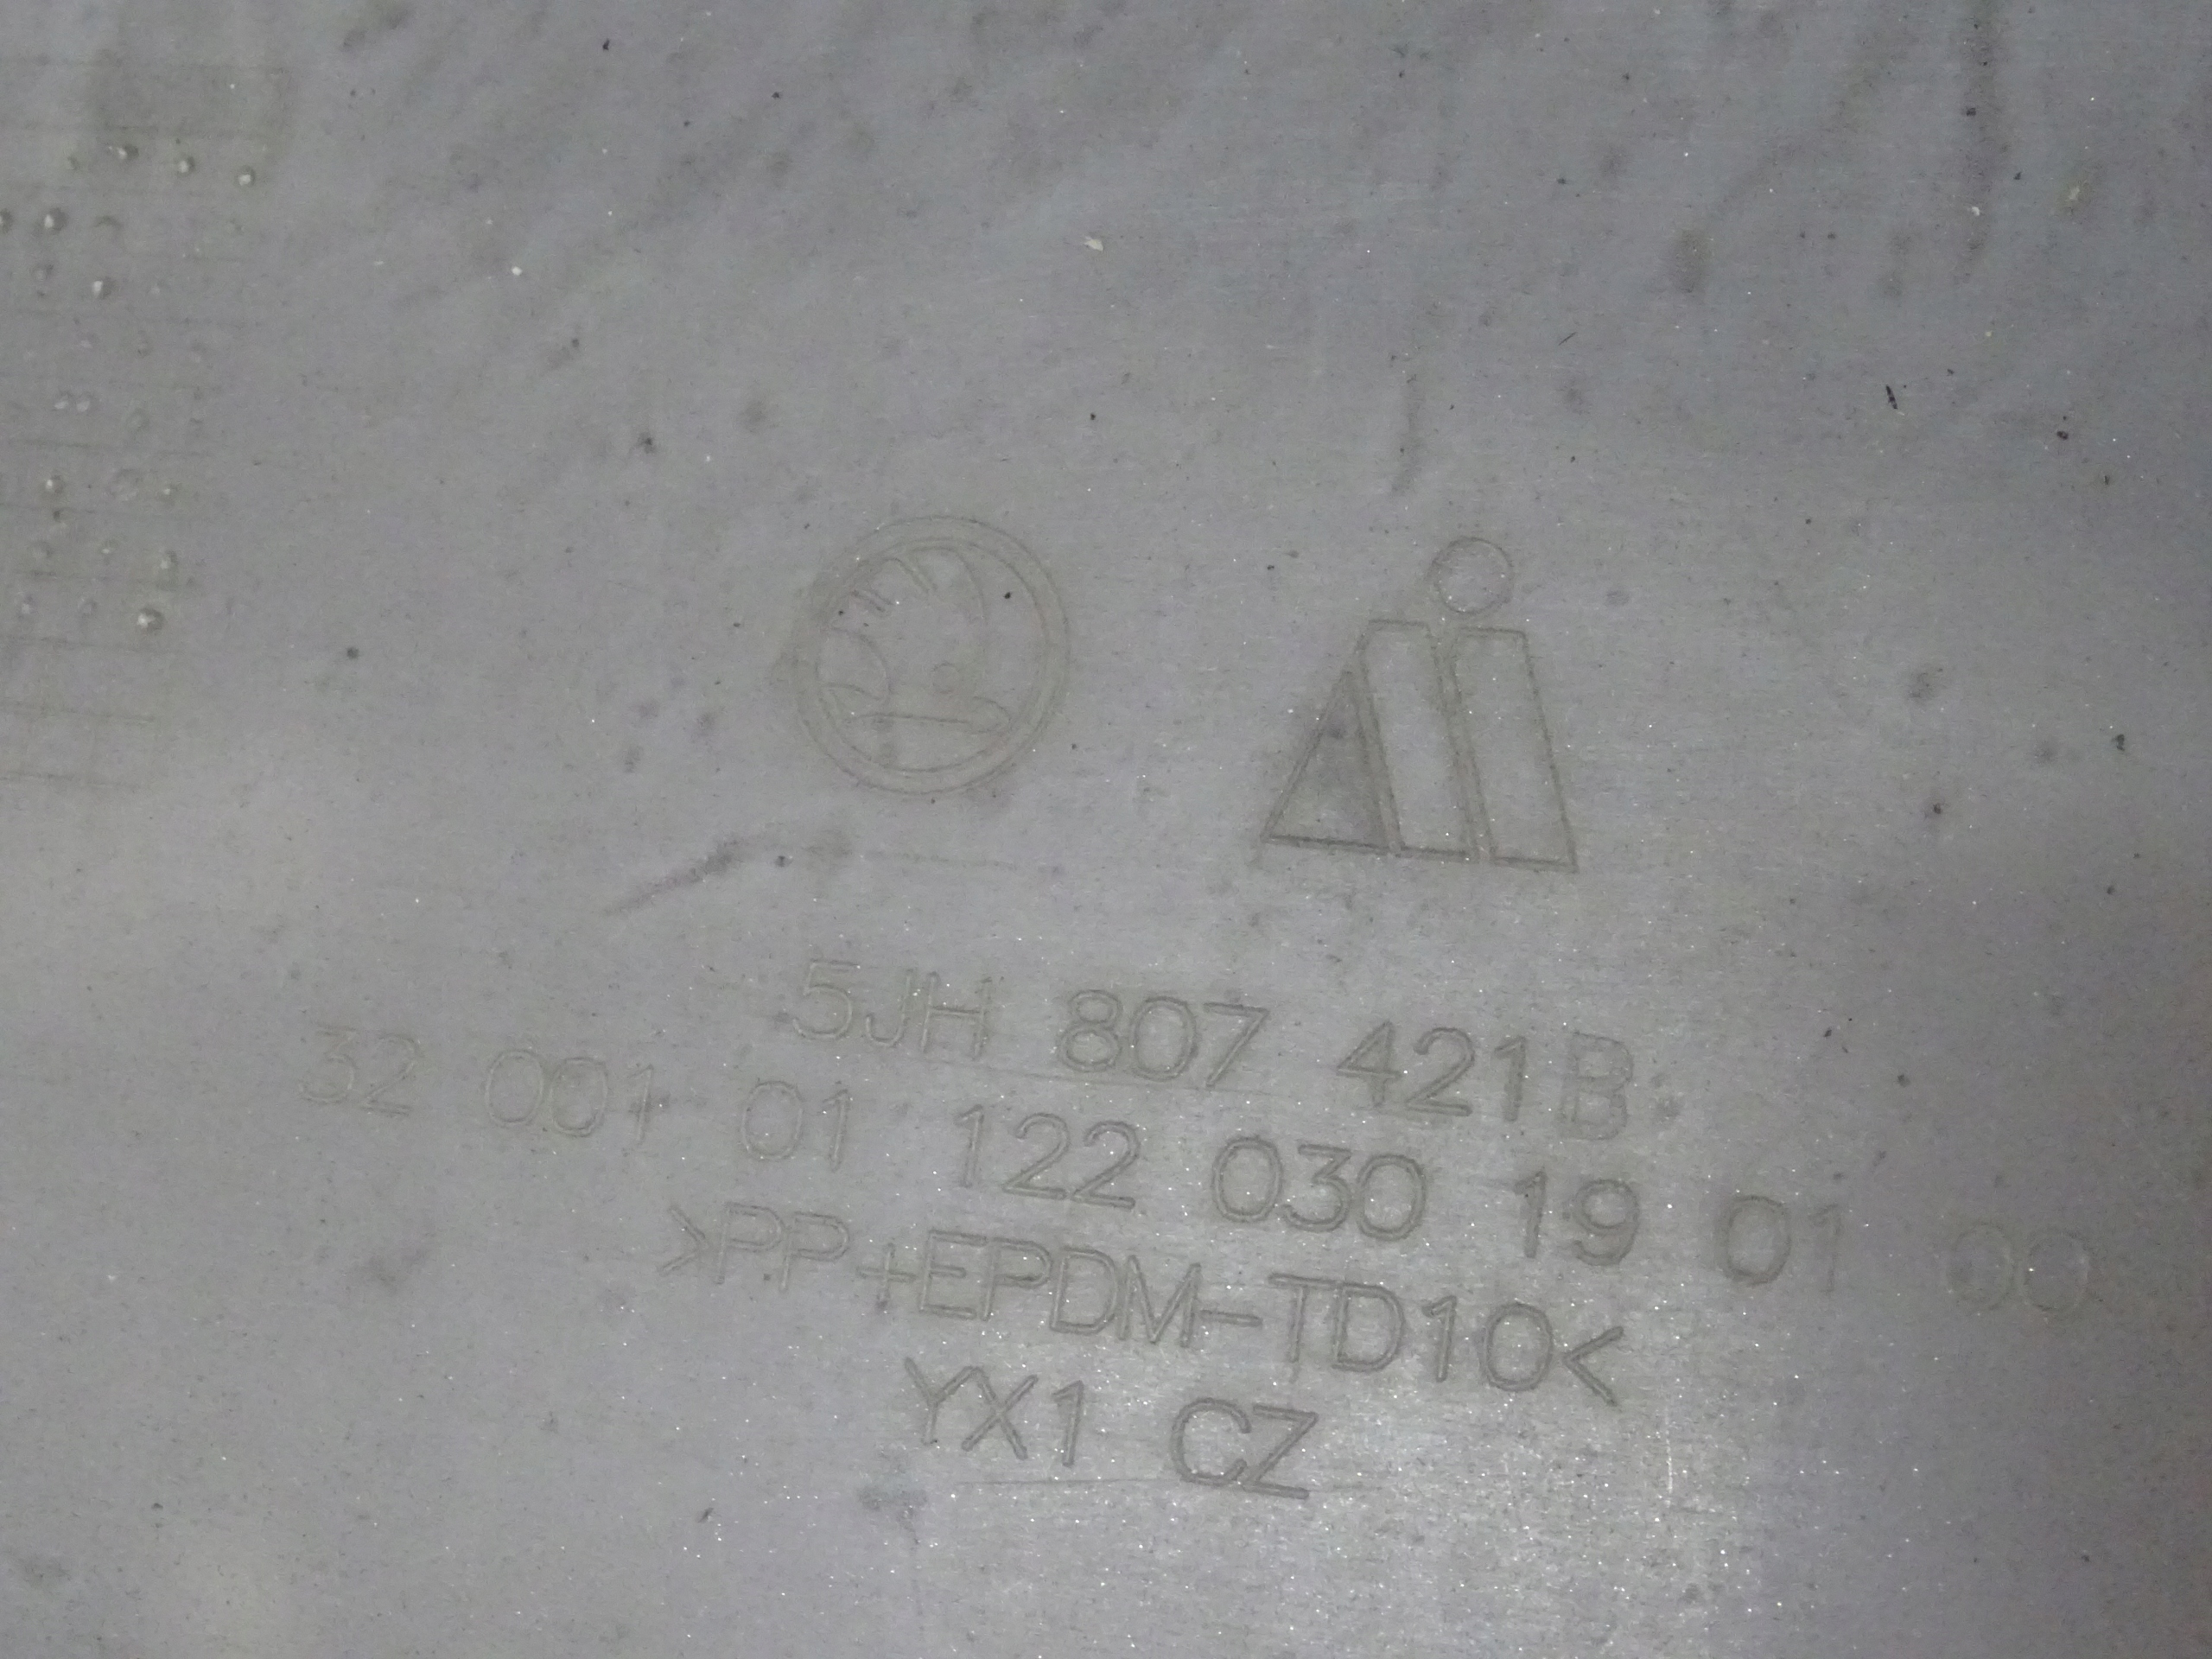 5JH 807 421B
32 001 01 122 030 19 01 00
>PP+EPDM-TD10<
YX1 CZ